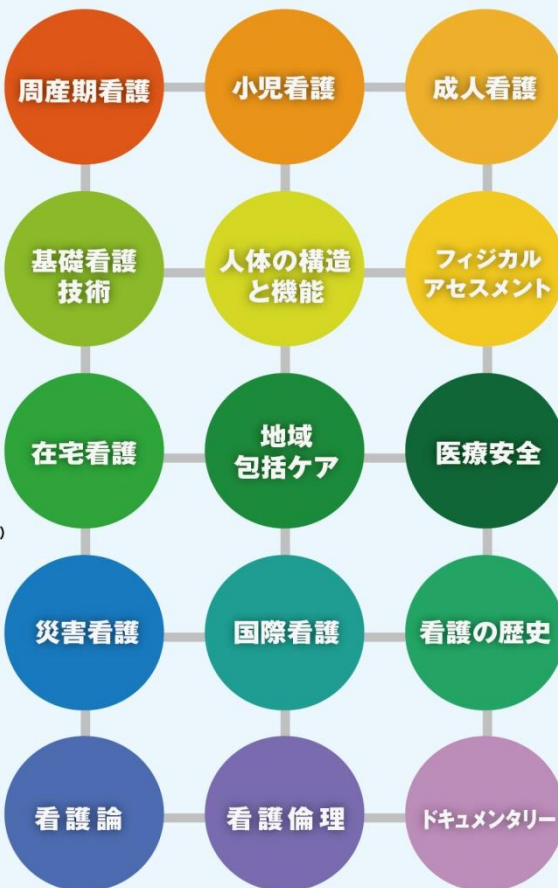 周産期看護
小児看護
成人看護
基礎看護
技術
人体の構造
と機能
フィジカル
アセスメント
在宅看護
地域
包括ケア
医療安全
)
災害看護
国際看護
看護の歴史
看護論
看護倫理
ドキュメンタリー